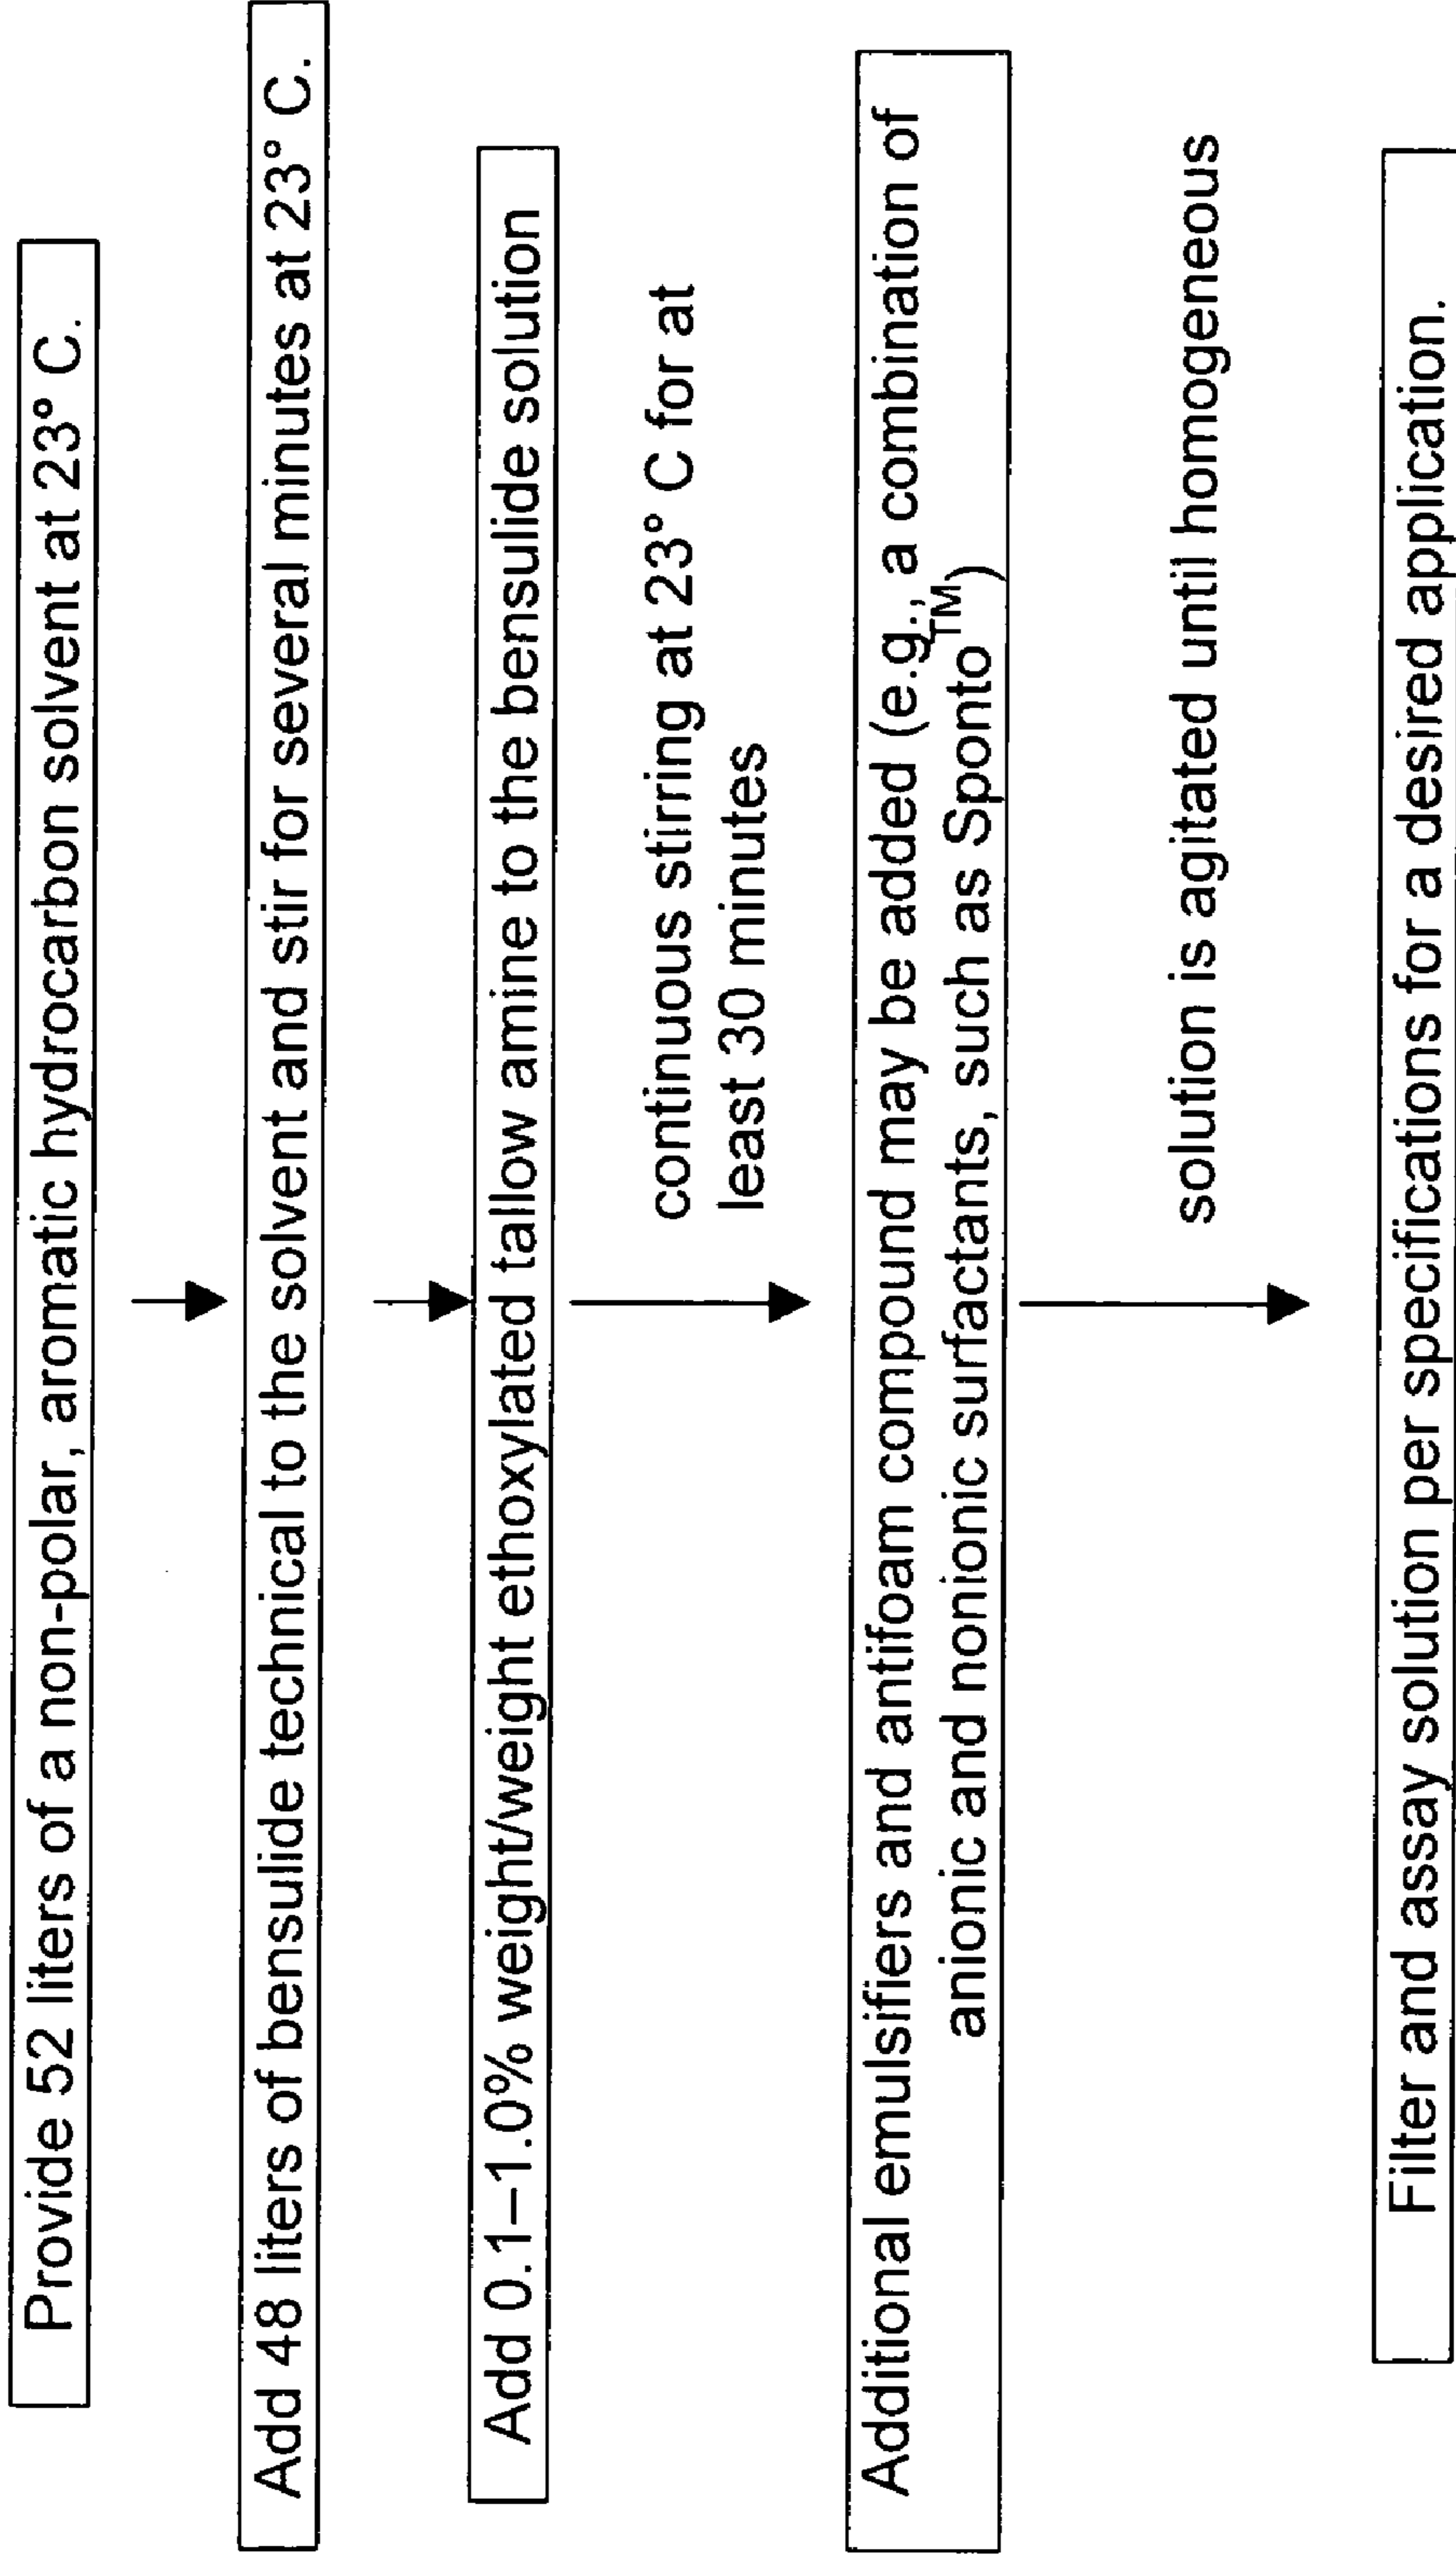 Provide 52 liters of a non-polar, aromatic hydrocarbon solvent at 23° C.
Add 48 liters of bensulide technical to the solvent and stir for several minutes at 23° C.
Add 0.1–1.0% weight/weight ethoxylated tallow amine to the bensulide solution
continuous stirring at 23° C for at
least 30 minutes
Additional emulsifiers and antifoam compound may be added (e.g., a combination of
anionic and nonionic surfactants, such as Sponto™)
solution is agitated until homogeneous
Filter and assay solution per specifications for a desired application.